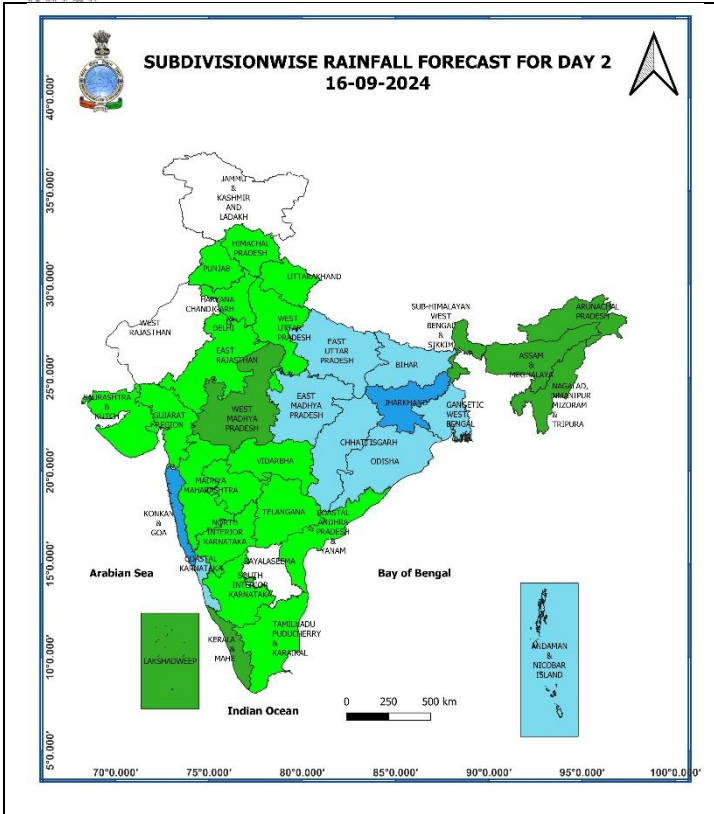 SUBDIVISIONWISE RAINFALL FORECAST FOR DAY 2
16-09-2024
40°0.000'
35°0.000'
30°0.000'
25°0.000'
20°0.000'
15°0.000'
10°0.000'
5°0.000'
JAMMU
&
KASHMIR
AND
LADAKH
HIMACHAL
PRADESH
PUNJAB
UTTARAKHAND
HARYANA
CHANDIGARH
&
DELHI
WEST
RAJASTHAN
WEST
UTTAR
PRADESH
EAST
RAJASTHAN
EAST
UTTAR
PRADESH
BIHAR
SUB-HIMALAYAN
WEST
BENGAL
&
SIKKIM
ARUNACHAL
PRADESH
ASSAM
&
MEGHALAYA
MIZORAM
&
TRIPURA
SAURASHTRA
&
KUTCH
GUJARAT
REGION
WEST
MADHYA
PRADESH
EAST
MADHYA
PRADESH
JHARKHAND
GANGETIC
WEST
BENGAL
CHHATTISGARH
ODISHA
VIDARBHA
MADHYA
MAHARASHTRA
KONKAN
&
GOA
TELANGANA
NORTH
INTERIOR
KARNATAKA
COASTAL
ANDHRA
PRADESH
&
YANAM
COASTAL
KARNATAKA
RAYALASEEMA
SOUTH
INTERIOR
KARNATAKA
KERALA
&
MAHE
TAMILNADU
PUDUCHERRY
&
KARAIKAL
LAKSHADWEEP
ANDAMAN
&
NICOBAR
ISLAND
Arabian Sea
Bay of Bengal
Indian Ocean
0 250 500 km
70°0.000' 75°0.000' 80°0.000' 85°0.000' 90°0.000' 95°0.000' 100°0.000'